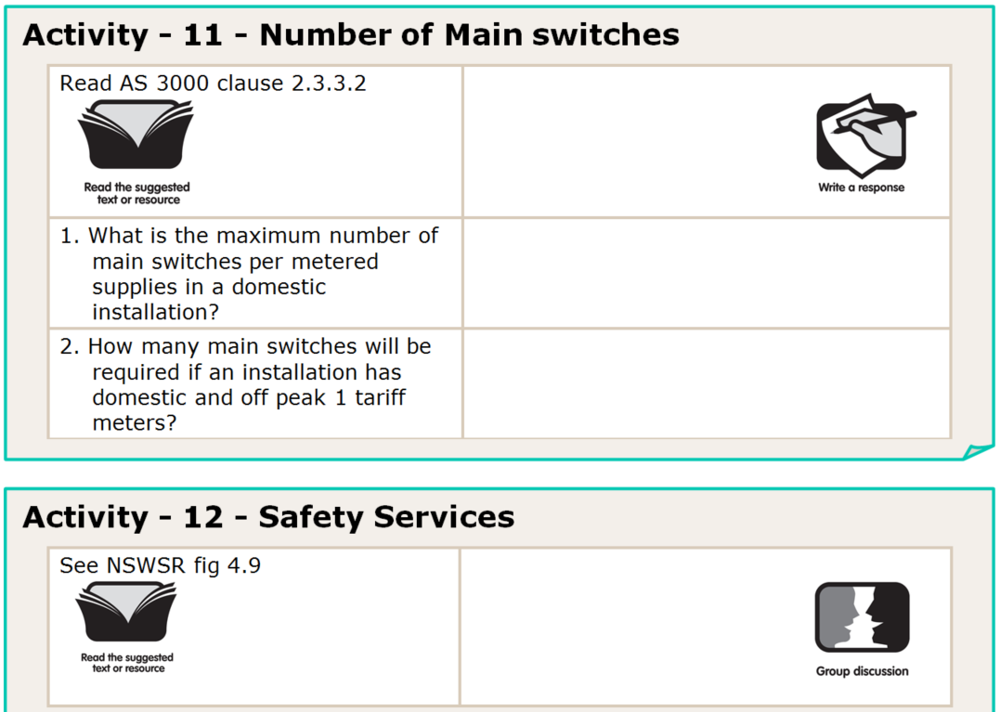 Activity - 11 - Number of Main switches
Read AS 3000 clause 2.3.3.2
Read the suggested
text or resource
Write a response
1. What is the maximum number of
main switches per metered
supplies in a domestic
installation?
2. How many main switches will be
required if an installation has
domestic and off peak 1 tariff
meters?
Activity - 12 - Safety Services
See NSWSR fig 4.9
Read the suggested
text or resource
Group discussion